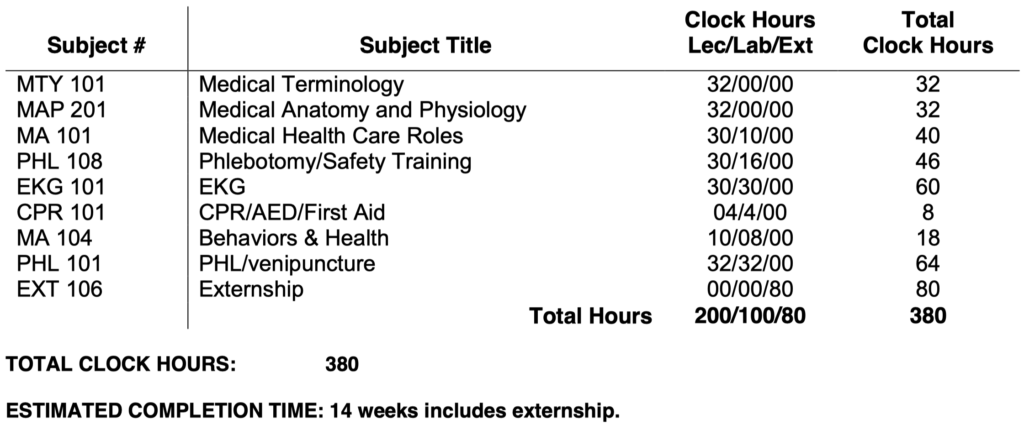 Subject # Subject Title Clock Hours Lec/Lab/Ext Total Clock Hours
MTY 101 Medical Terminology 32/00/00 32
MAP 201 Medical Anatomy and Physiology 32/00/00 32
MA 101 Medical Health Care Roles 30/10/00 40
PHL 108 Phlebotomy/Safety Training 30/16/00 46
EKG 101 EKG 30/30/00 60
CPR 101 CPR/AED/First Aid 04/4/00 8
MA 104 Behaviors & Health 10/08/00 18
PHL 101 PHL/venipuncture 32/32/00 64
EXT 106 Externship 00/00/80 80
Total Hours 200/100/80 380
TOTAL CLOCK HOURS: 380
ESTIMATED COMPLETION TIME: 14 weeks includes externship.